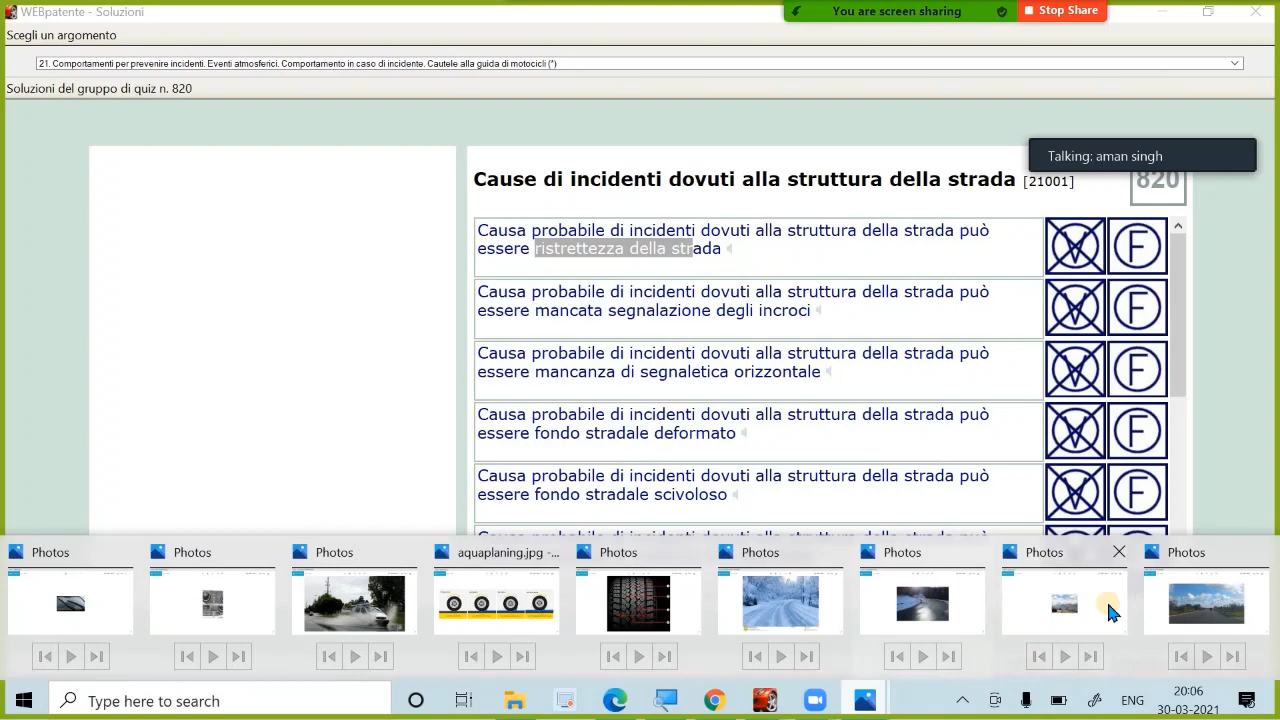 WEBpatente - Soluzioni
You are screen sharing
Stop Share
Scegli un argomento
21. Comportamenti per prevenire incidenti. Eventi atmosferici. Comportamento in caso di incidente. Cautele alla guida di motocicli (*)
Soluzioni del gruppo di quiz n. 820
Talking: aman singh
Cause di incidenti dovuti alla struttura della strada [21001]
820
Causa probabile di incidenti dovuti alla struttura della strada può
essere ristrettezza della strada
V F
Causa probabile di incidenti dovuti alla struttura della strada può
essere mancata segnalazione degli incroci
V F
Causa probabile di incidenti dovuti alla struttura della strada può
essere mancanza di segnaletica orizzontale
V F
Causa probabile di incidenti dovuti alla struttura della strada può
essere fondo stradale deformato
V F
Causa probabile di incidenti dovuti alla struttura della strada può
essere fondo stradale scivoloso
V F
Photos
Photos
Photos
aquaplaning.jpg -...
Photos
Photos
Photos
Photos
Photos
Type here to search
ENG
20:06
30-03-2021